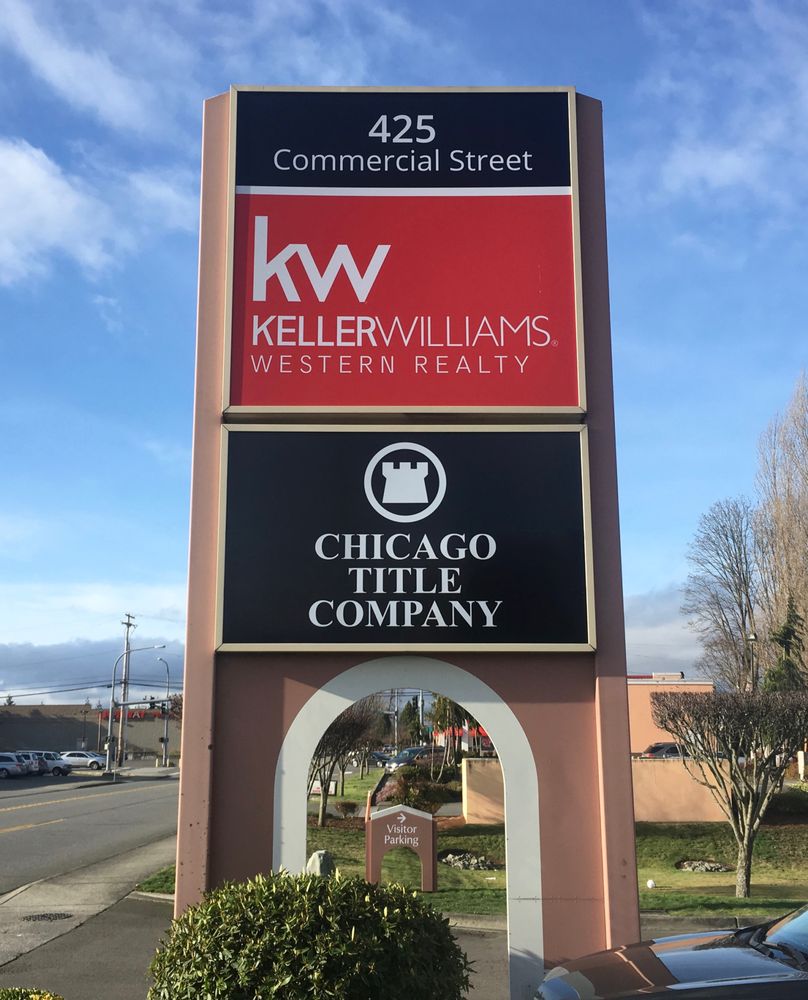 425
Commercial Street
kw
KELLERWILLIAMS®
WESTERN REALTY
CHICAGO
TITLE
COMPANY
→
Visitor
Parking